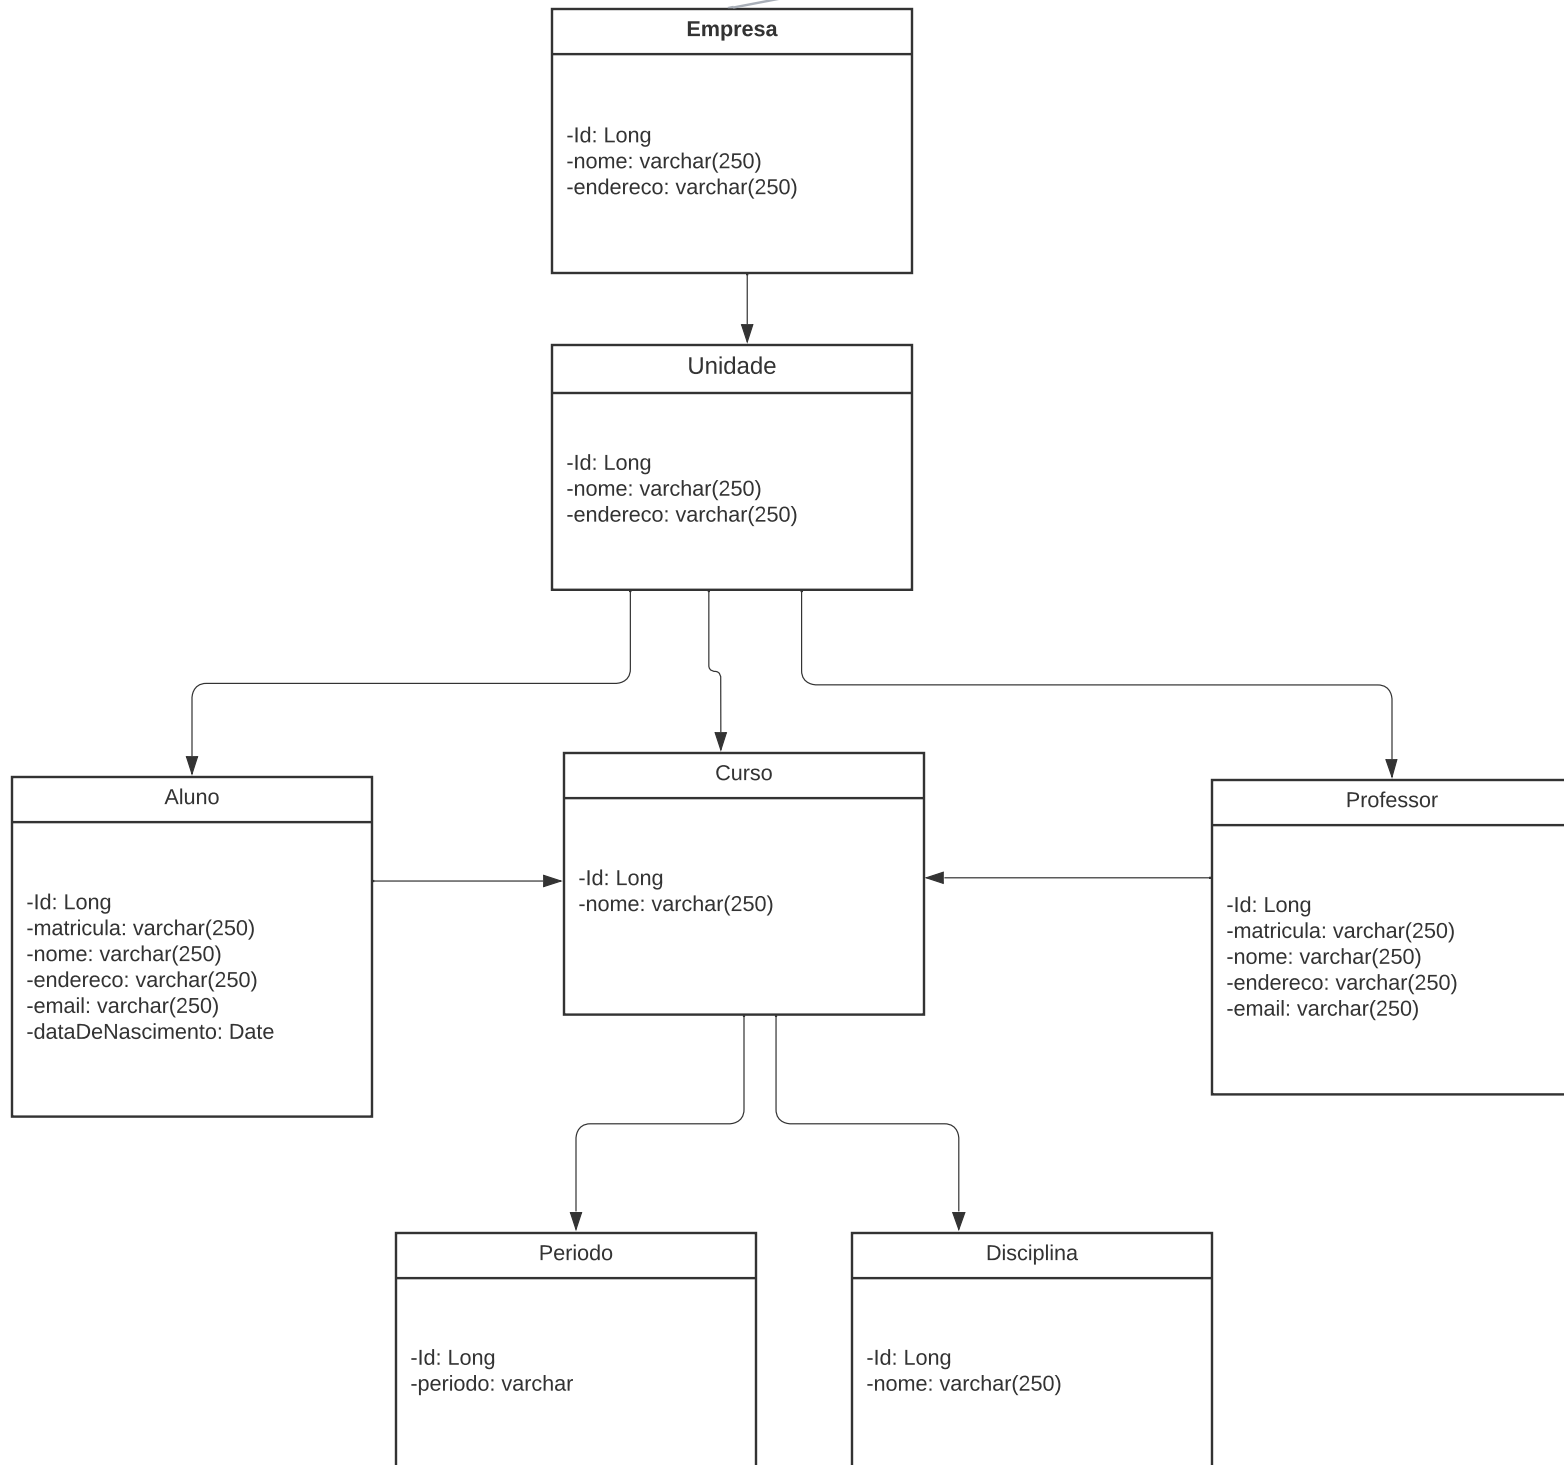 Empresa
-Id: Long
-nome: varchar(250)
-endereco: varchar(250)
Unidade
-Id: Long
-nome: varchar(250)
-endereco: varchar(250)
Aluno
-Id: Long
-matricula: varchar(250)
-nome: varchar(250)
-endereco: varchar(250)
-email: varchar(250)
-dataDeNascimento: Date
Curso
-Id: Long
-nome: varchar(250)
Professor
-Id: Long
-matricula: varchar(250)
-nome: varchar(250)
-endereco: varchar(250)
-email: varchar(250)
Periodo
-Id: Long
-periodo: varchar
Disciplina
-Id: Long
-nome: varchar(250)